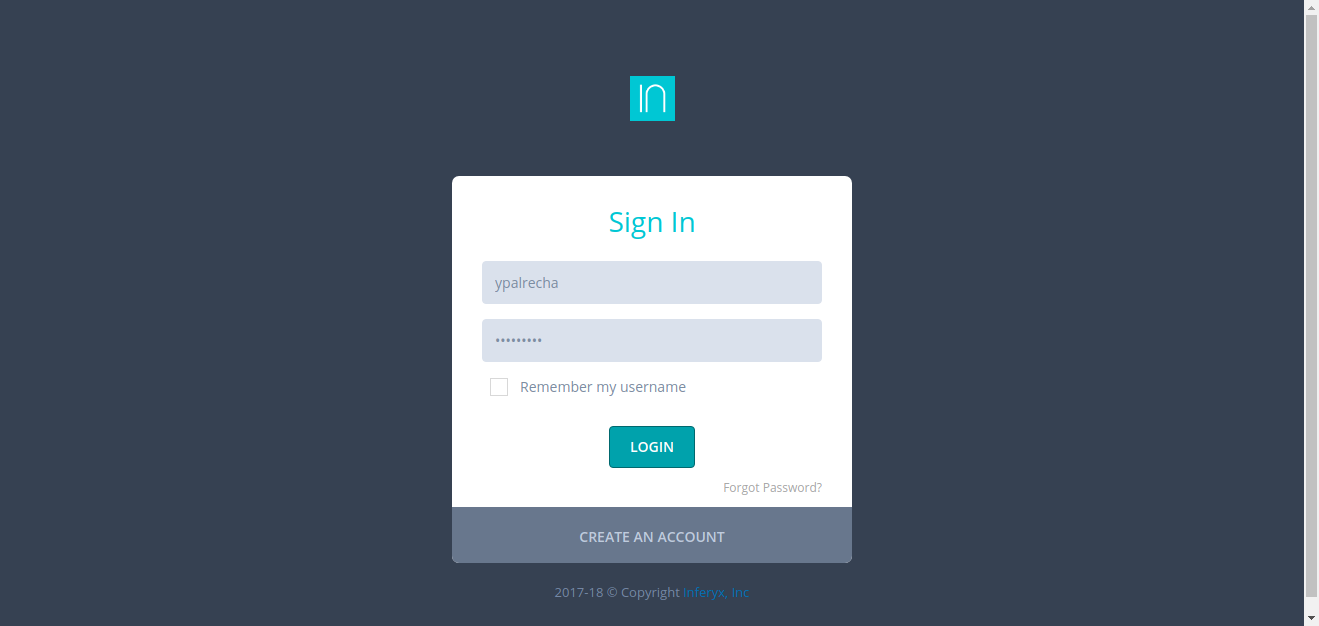 IN
Sign In
ypalrecha
•••••••••
Remember my username
LOGIN
Forgot Password?
CREATE AN ACCOUNT
2017-18 © Copyright Inferyx, Inc